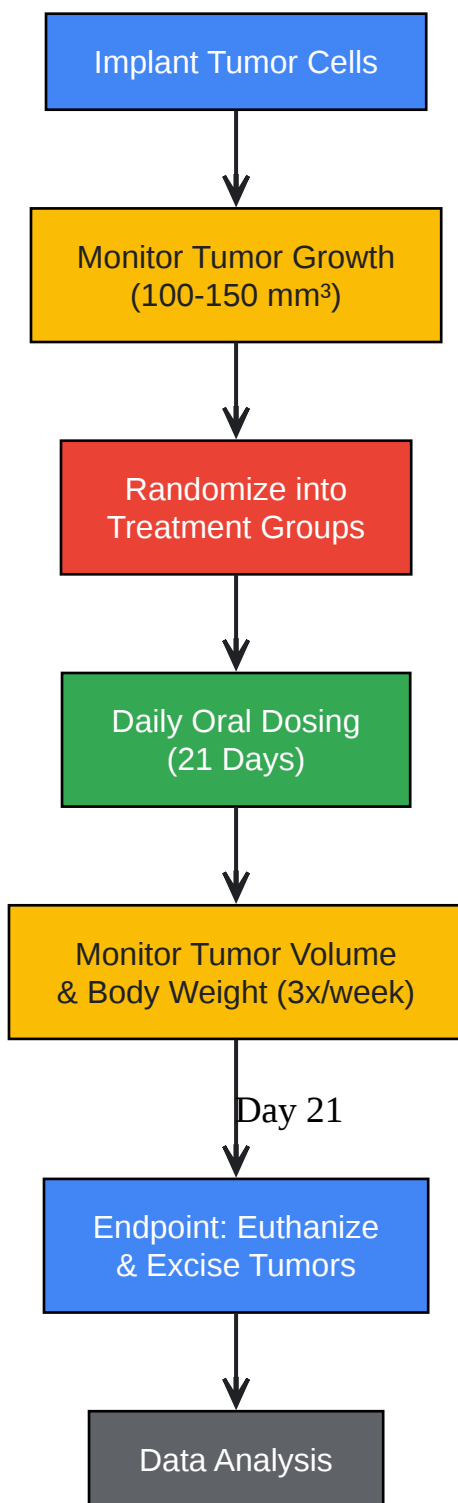 Implant Tumor Cells
Monitor Tumor Growth
(100-150 mm³)
Randomize into
Treatment Groups
Daily Oral Dosing
(21 Days)
Monitor Tumor Volume
& Body Weight (3x/week)
Day 21
Endpoint: Euthanize
& Excise Tumors
Data Analysis